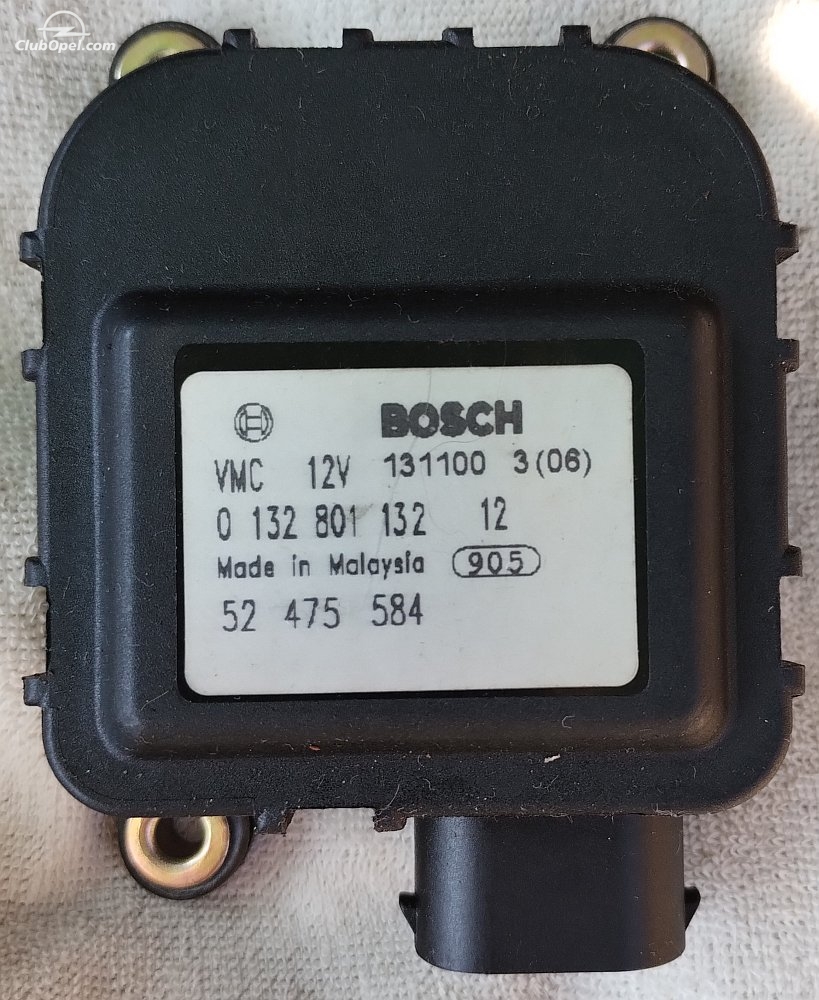 ClubOpel.com
BOSCH
VMC 12V 131100 3(06)
0 132 801 132 12
Made in Malaysia 905
52 475 584